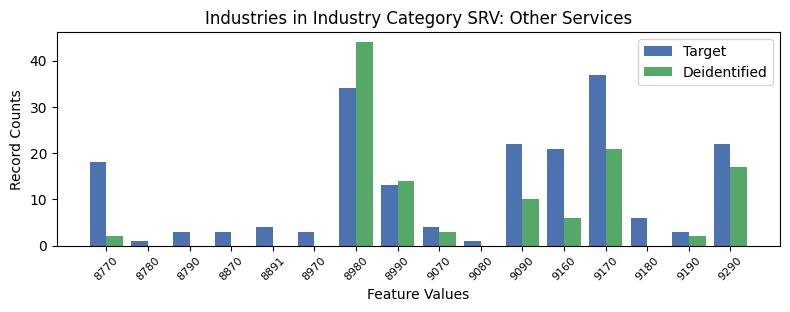 Industries in Industry Category SRV: Other Services
Target
Deidentified
Record Counts
40
30
20
10
0
8770 8780 8790 8870 8891 8970 8980 8990 9070 9080 9090 9160 9170 9180 9190 9290
Feature Values